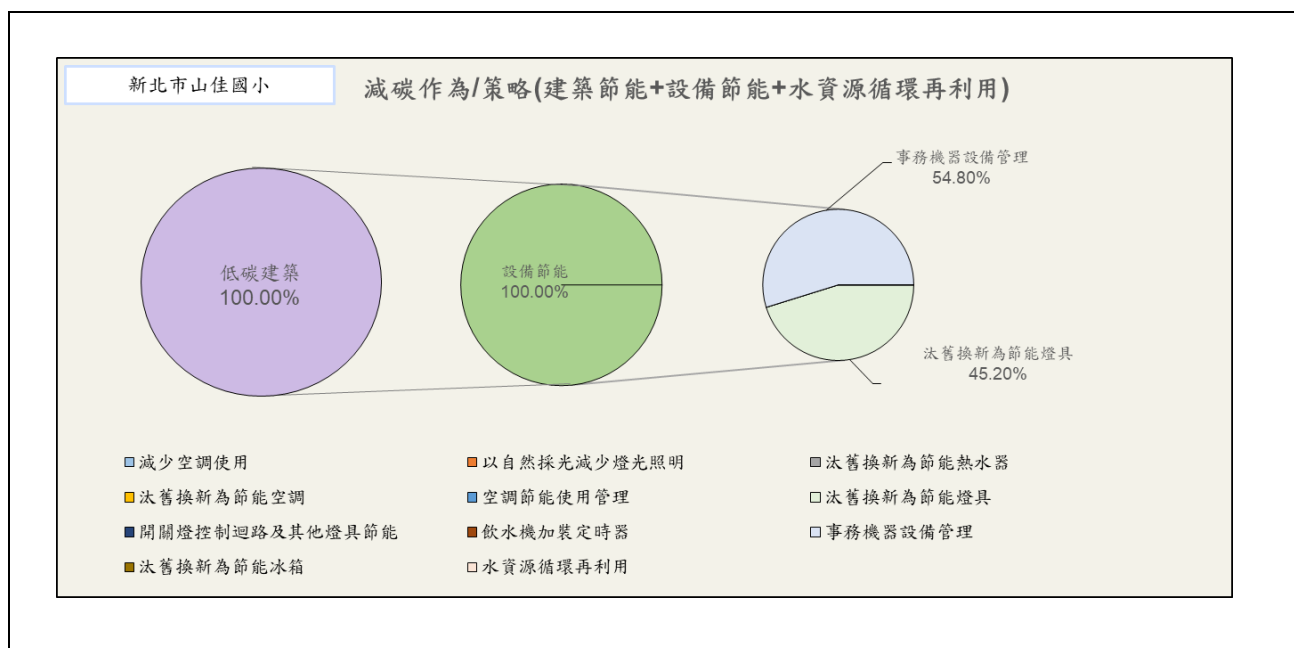 新北市山佳國小
減碳作為/策略(建築節能+設備節能+水資源循環再利用)
事務機器設備管理
54.80%
低碳建築
100.00%
設備節能
100.00%
汰舊換新為節能燈具
45.20%
減少空調使用
以自然採光減少燈光照明
汰舊換新為節能熱水器
汰舊換新為節能空調
空調節能使用管理
汰舊換新為節能燈具
開關燈控制迴路及其他燈具節能
飲水機加裝定時器
事務機器設備管理
汰舊換新為節能冰箱
水資源循環再利用